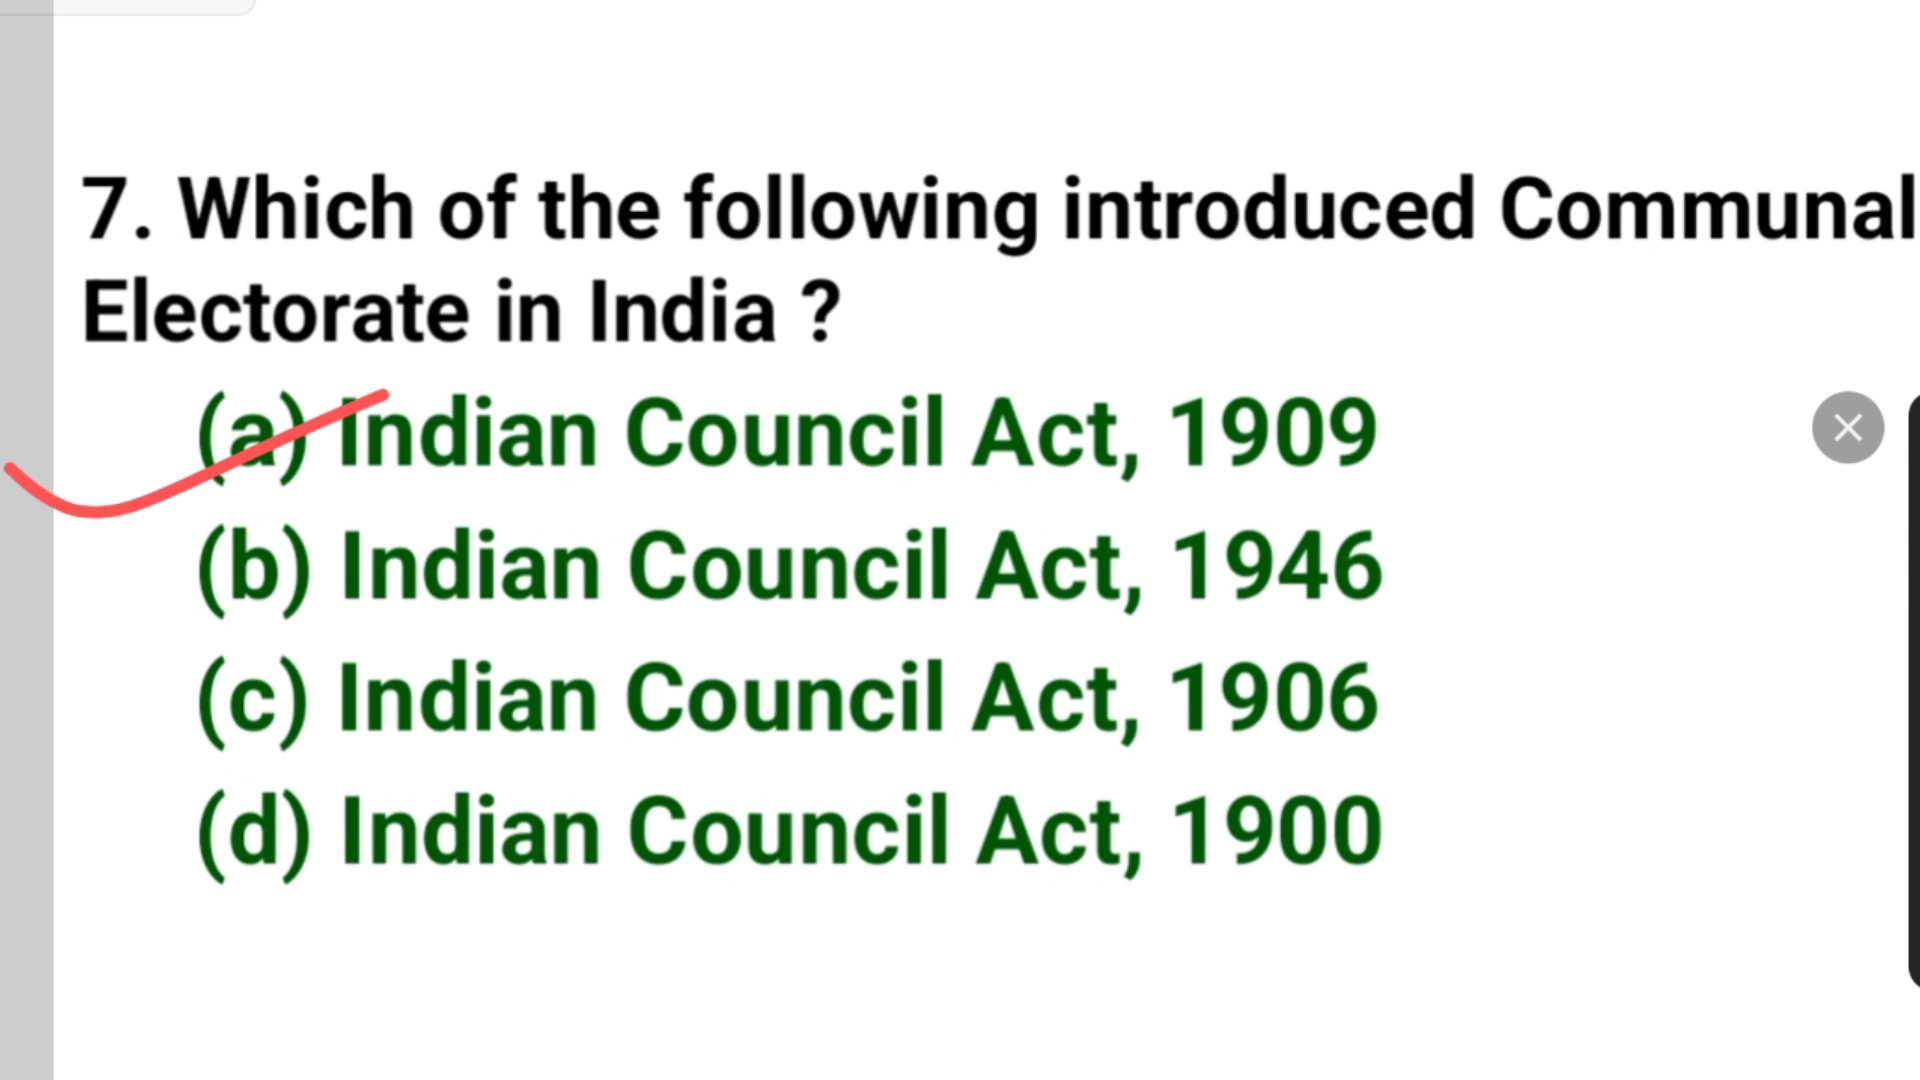 7. Which of the following introduced Communal
Electorate in India ?
(a) Indian Council Act, 1909
(b) Indian Council Act, 1946
(c) Indian Council Act, 1906
(d) Indian Council Act, 1900